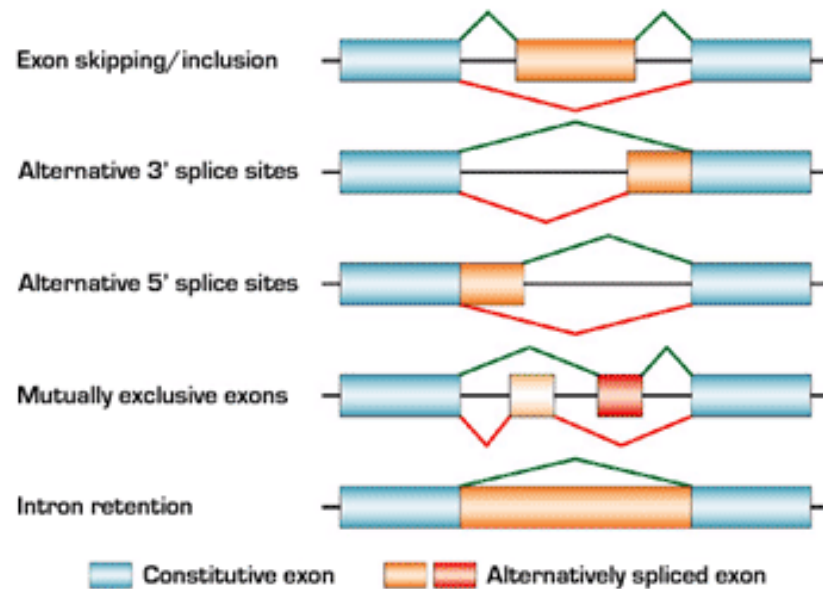 Exon skipping/inclusion
Alternative 3' splice sites
Alternative 5' splice sites
Mutually exclusive exons
Intron retention
Constitutive exon
Alternatively spliced exon